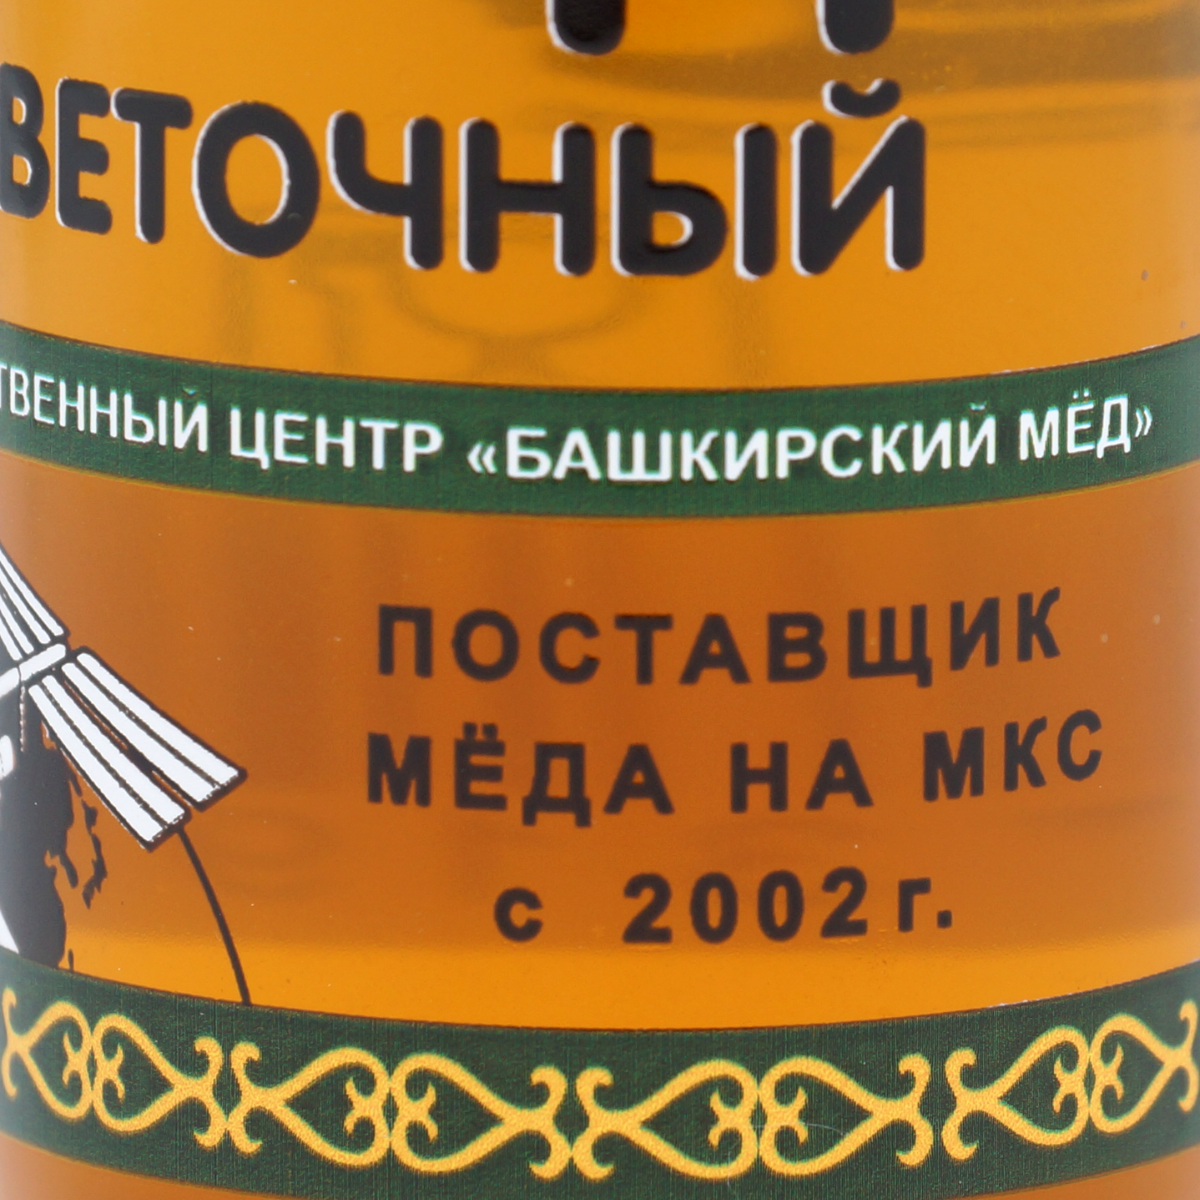 ВЕТОЧНЫЙ
ТВЕННЫЙ ЦЕНТР «БАШКИРСКИЙ МЁД»
ПОСТАВЩИК
МЁДА НА МКС
с 2002 г.